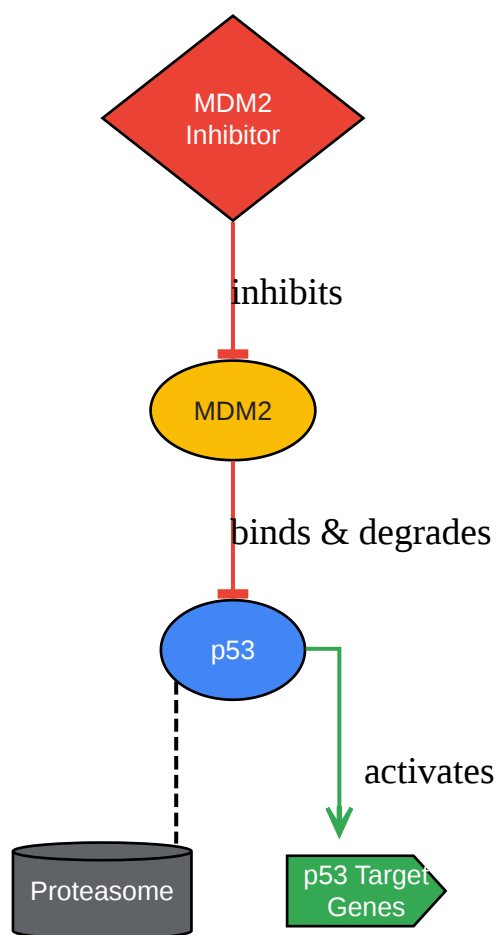 MDM2
Inhibitor
inhibits
MDM2
binds & degrades
p53
activates
Proteasome
p53 Target
Genes